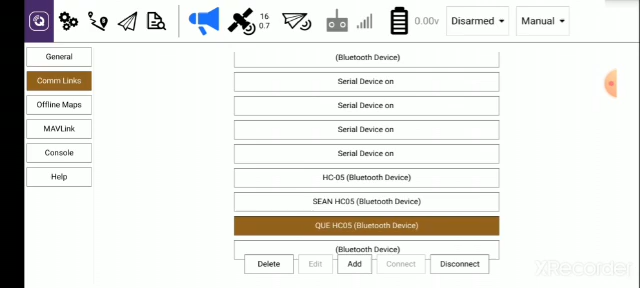 16
0.7
0.00v
Disarmed
Manual
General
Comm Links
Offline Maps
MAVLink
Console
Help
(Bluetooth Device)
Serial Device on
Serial Device on
Serial Device on
Serial Device on
HC-05 (Bluetooth Device)
SEAN HC05 (Bluetooth Device)
QUE HC05 (Bluetooth Device)
(Bluetooth Device)
Delete Edit Add Connect Disconnect
XRecorder